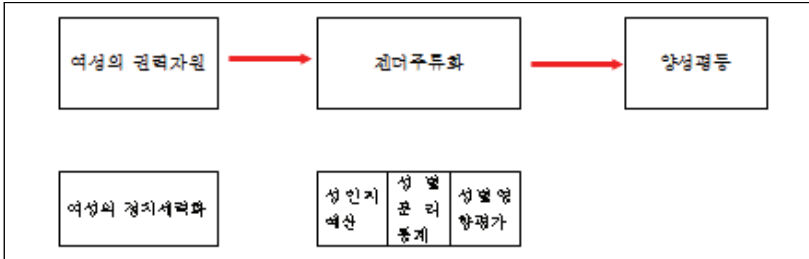 여성의 권력자원
젠더주류화
양성평등
여성의 정치세력화
성인지
예산
성 별
분 리
통계
성별영
향평가